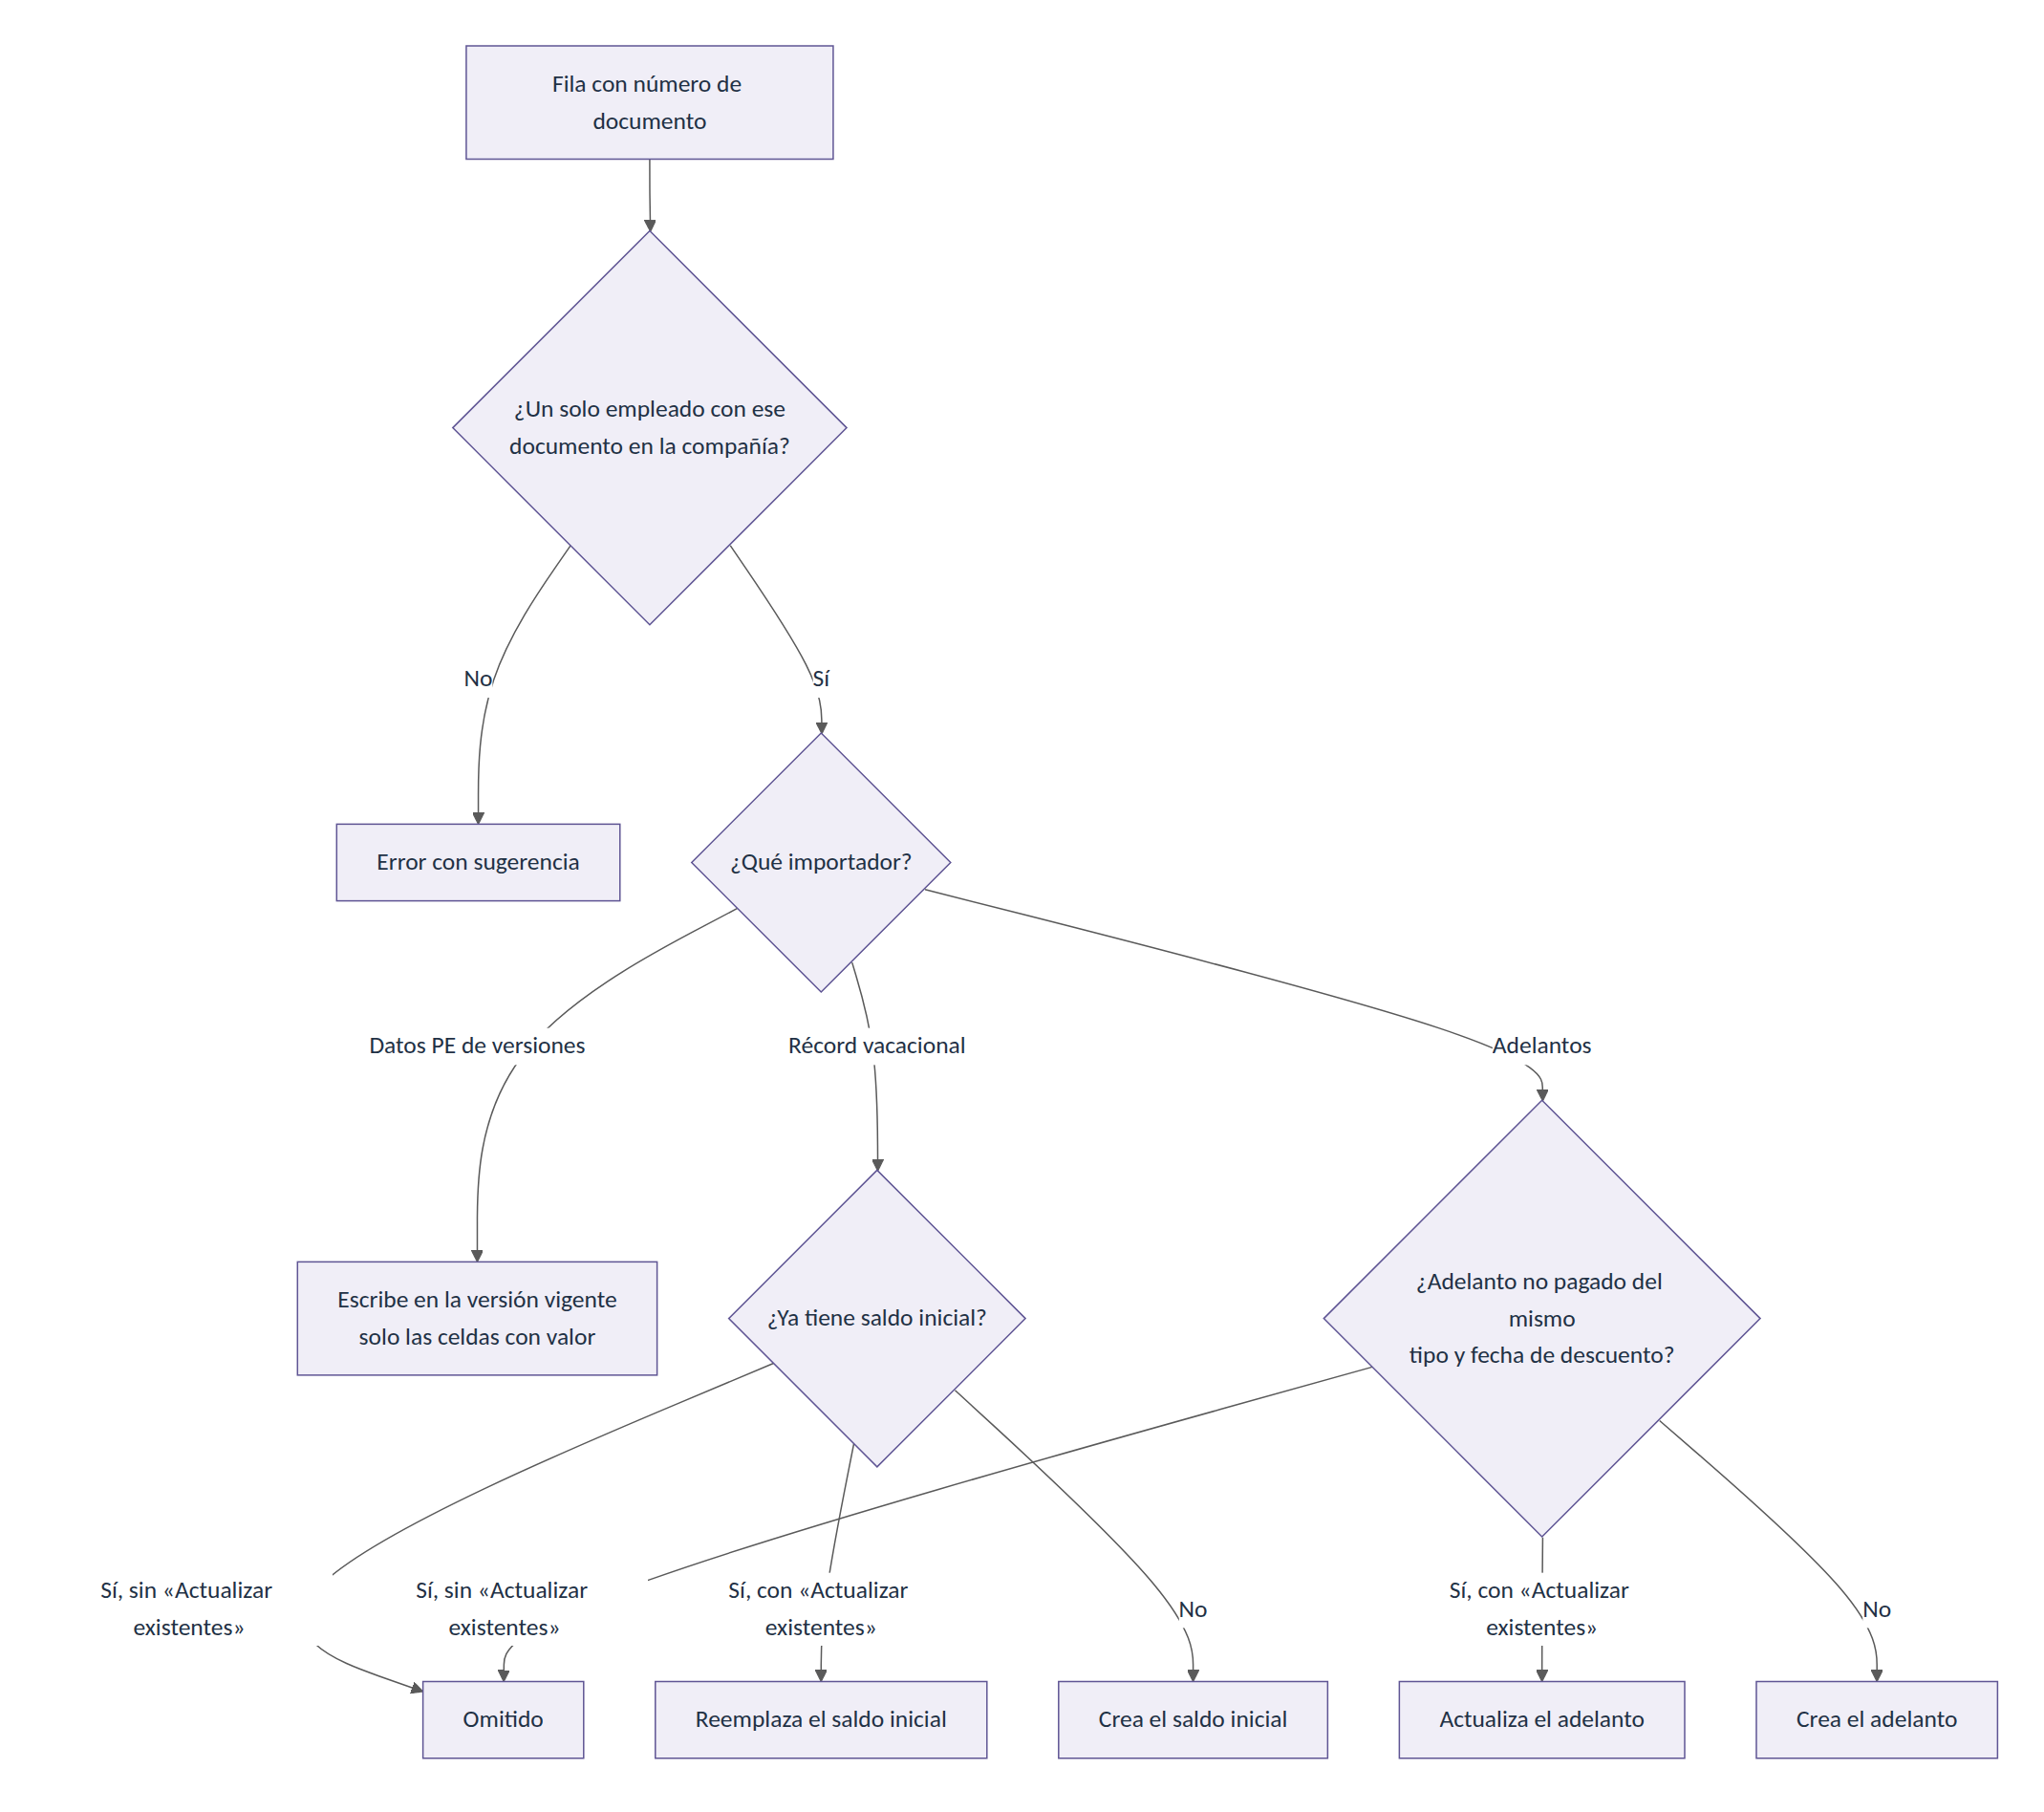 Fila con número de
documento
¿Un solo empleado con ese
documento en la compañía?
No
Sí
Error con sugerencia
¿Qué importador?
Datos PE de versiones
Récord vacacional
Adelantos
Escribe en la versión vigente
solo las celdas con valor
¿Ya tiene saldo inicial?
¿Adelanto no pagado del
mismo
tipo y fecha de descuento?
Sí, sin «Actualizar
existentes»
Sí, sin «Actualizar
existentes»
Sí, con «Actualizar
existentes»
No
Sí, con «Actualizar
existentes»
No
Omitido
Reemplaza el saldo inicial
Crea el saldo inicial
Actualiza el adelanto
Crea el adelanto